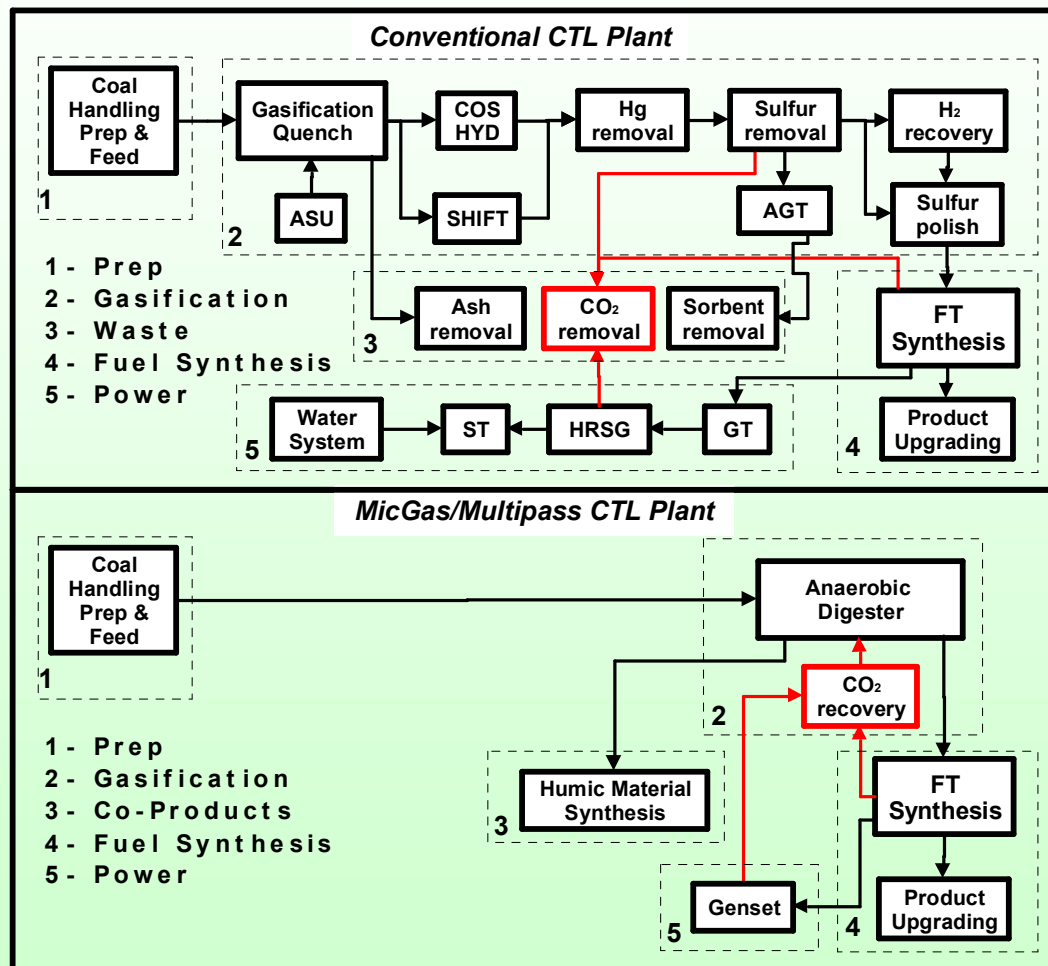 Conventional CTL Plant
Coal
Handling
Prep &
Feed
1
Gasification
Quench
COS
HYD
Hg
removal
Sulfur
removal
H₂
recovery
ASU
SHIFT
AGT
Sulfur
polish
2
1 - Prep
2 - Gasification
3 - Waste
4 - Fuel Synthesis
5 - Power
Ash
removal
CO₂
removal
Sorbent
removal
3
FT
Synthesis
Product
Upgrading
4
Water
System
ST
HRSG
GT
5
MicGas/Multipass CTL Plant
Coal
Handling
Prep &
Feed
1
Anaerobic
Digester
CO₂
recovery
2
1 - Prep
2 - Gasification
3 - Co-Products
4 - Fuel Synthesis
5 - Power
Humic Material
Synthesis
3
FT
Synthesis
Product
Upgrading
4
Genset
5